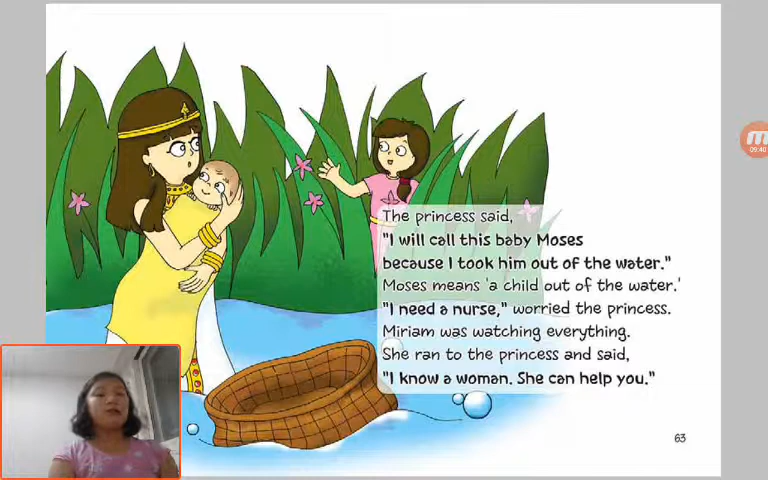 The princess said,
"I will call this baby Moses
because I took him out of the water."
Moses means 'a child out of the water.'
"I need a nurse," worried the princess.
Miriam was watching everything.
She ran to the princess and said,
"I know a woman. She can help you."
63
09:40